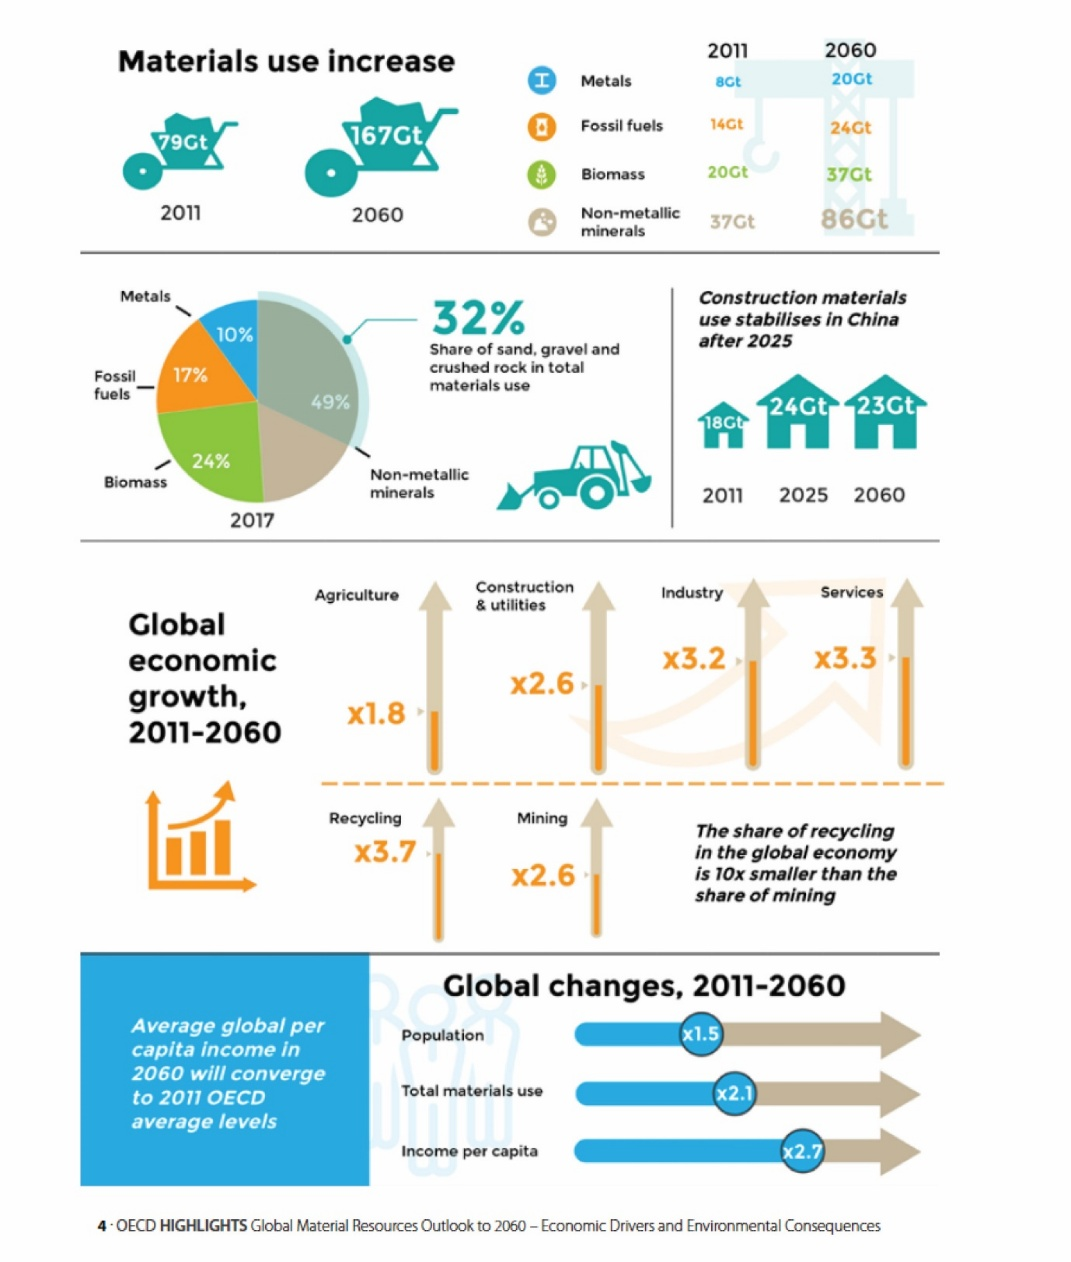 Materials use increase
79Gt
2011
167Gt
2060
2011 2060
Metals 8Gt 20Gt
Fossil fuels 14Gt 24Gt
Biomass 20Gt 37Gt
Non-metallic
minerals
37Gt 86Gt
Metals
10%
Fossil
fuels
17%
49%
24%
Biomass
Non-metallic
minerals
2017
32%
Share of sand, gravel and
crushed rock in total
materials use
Construction materials
use stabilises in China
after 2025
18Gt 24Gt 23Gt
2011 2025 2060
Global
economic
growth,
2011-2060
Agriculture
x1.8
Construction
& utilities
x2.6
Industry
x3.2
Services
x3.3
Recycling
x3.7
Mining
x2.6
The share of recycling
in the global economy
is 10x smaller than the
share of mining
Average global per
capita income in
2060 will converge
to 2011 OECD
average levels
Global changes, 2011-2060
Population x1.5
Total materials use x2.1
Income per capita x2.7
4 · OECD HIGHLIGHTS Global Material Resources Outlook to 2060 – Economic Drivers and Environmental Consequences